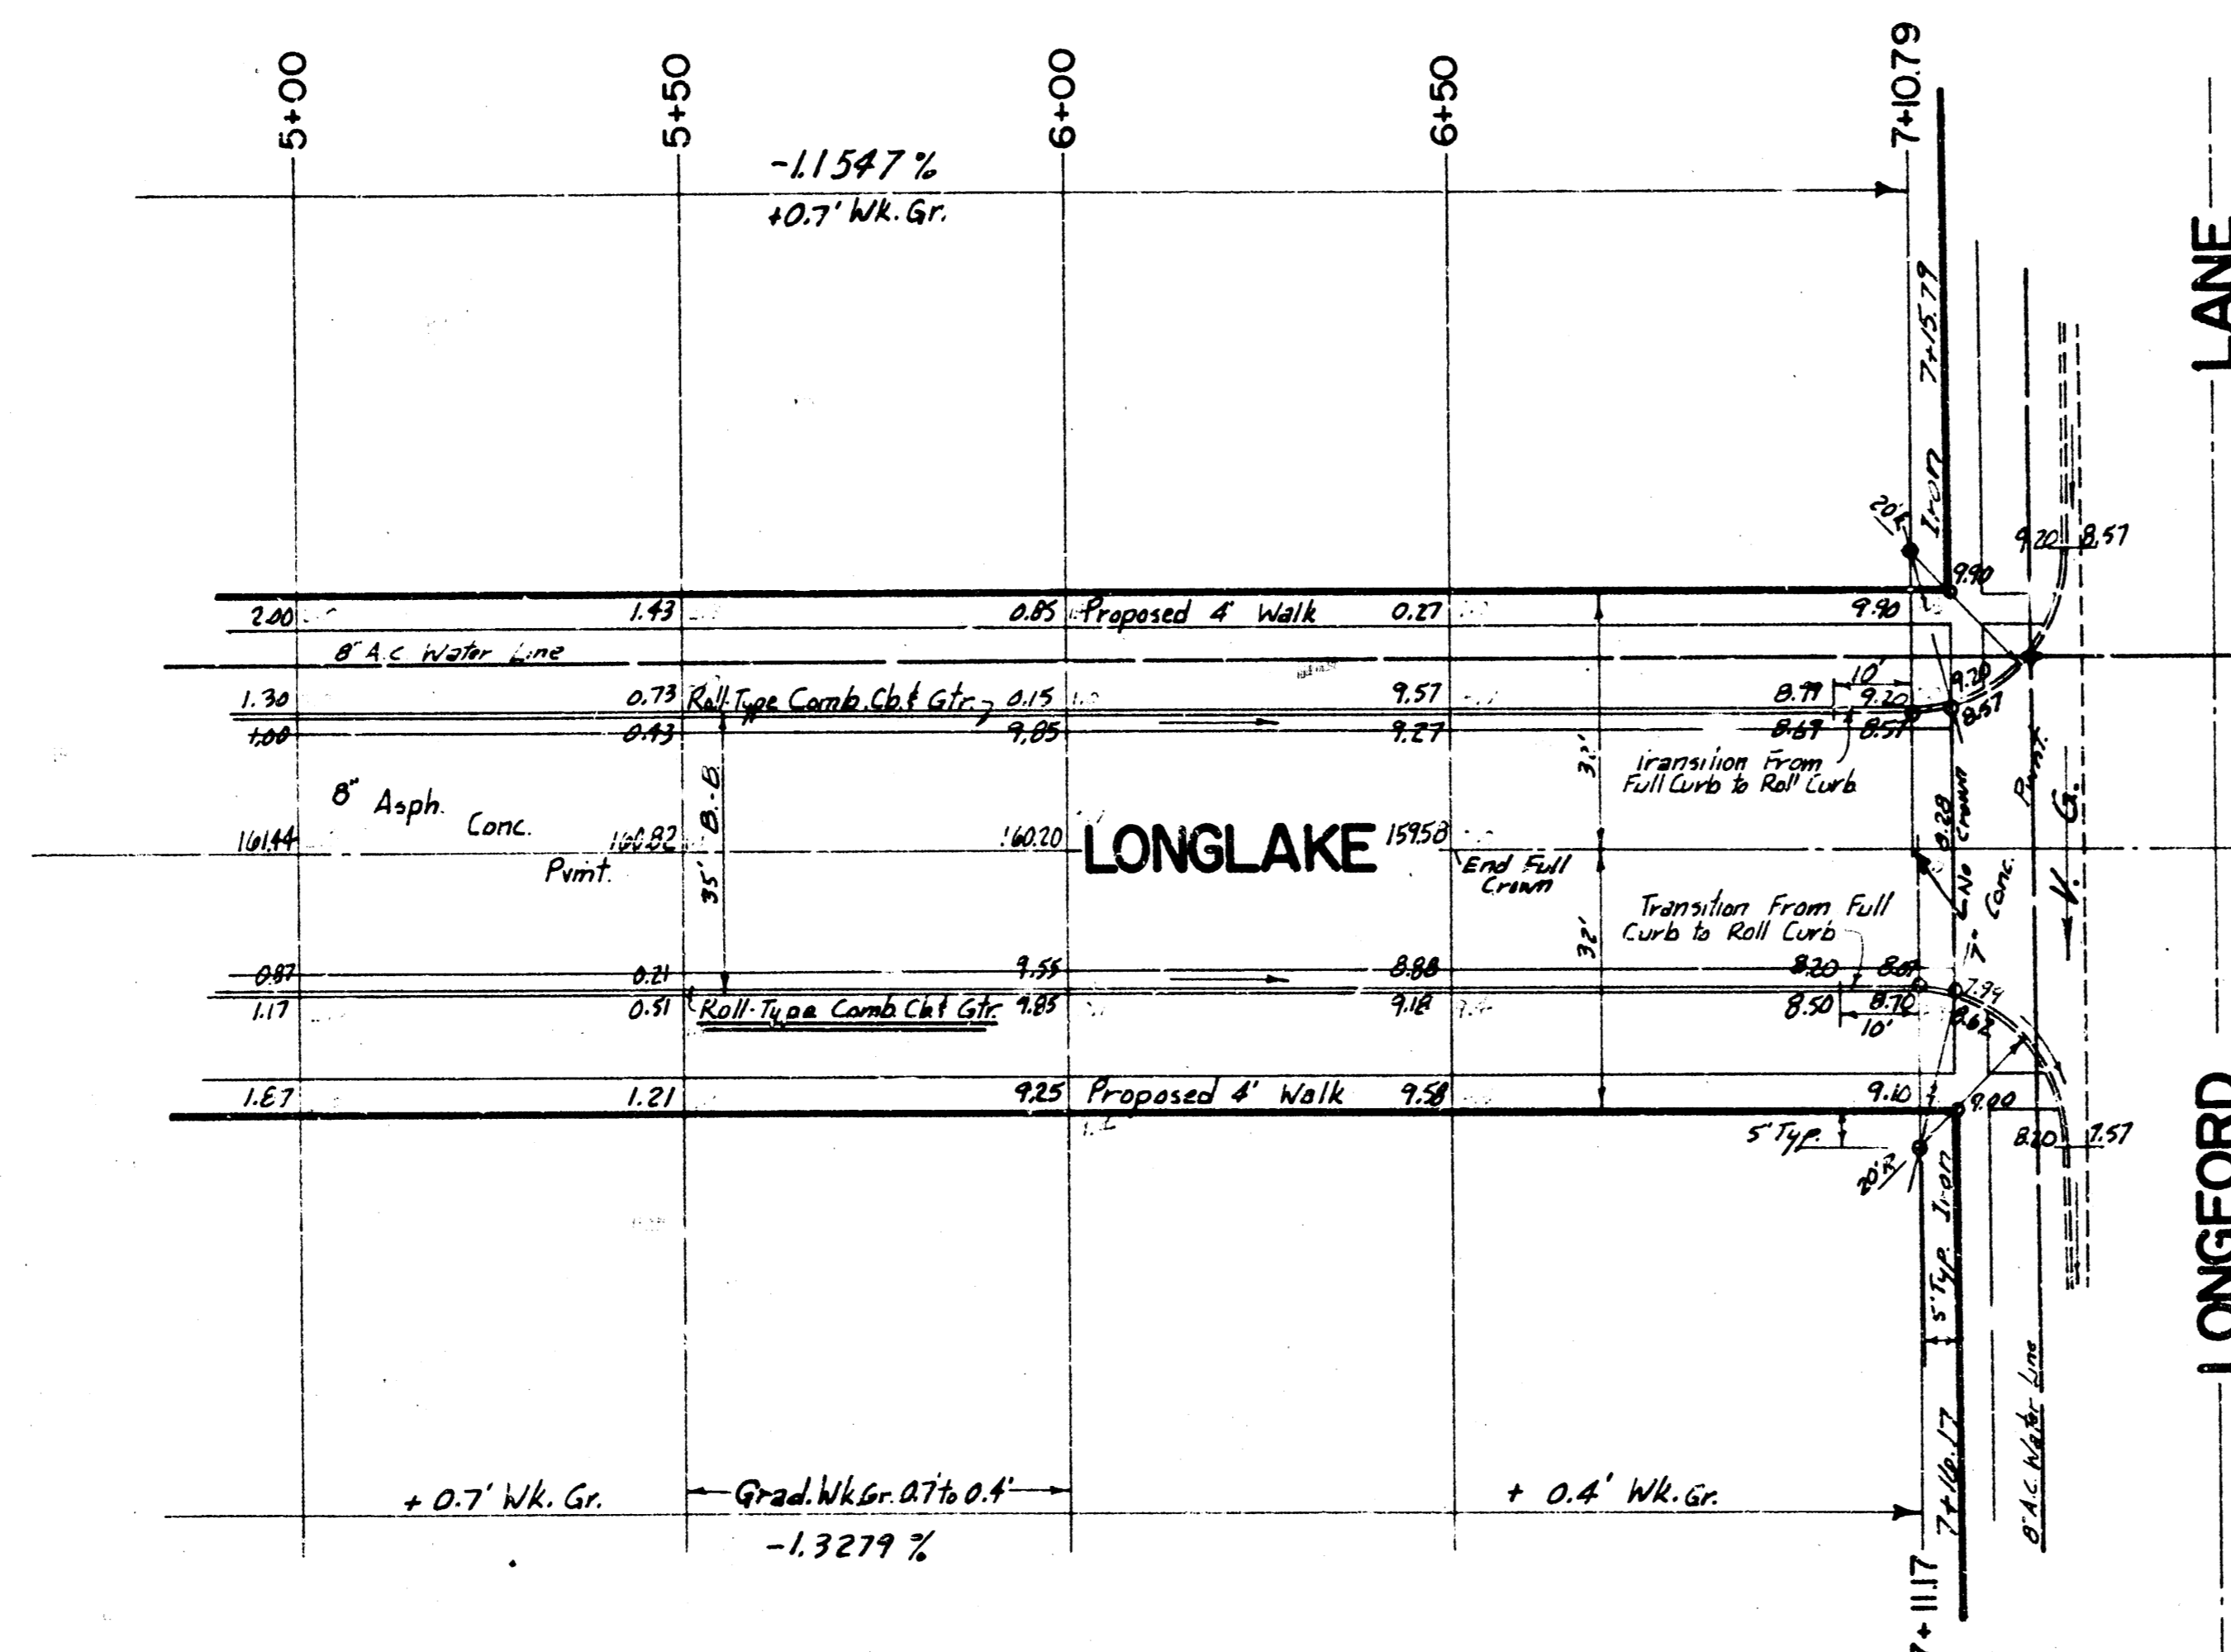 5+00
5+50
6+00
6+50
7+10.79
-1.1547 %
+0.7' Wk. Gr.
LANE
Iron 7+15.79
20'R
9.20 8.57
9.90
2.00 1.43 0.85 Proposed 4' Walk 0.27 9.90
8" A.C. Water Line
10'
9.20
1.30 0.73 Roll-Type Comb. Cb. & Gtr. 0.15 9.57 8.99 9.20
8.57
1.00 0.43 9.85 9.27 8.69 8.57
Transition From
Full Curb to Roll Curb
32'
8" Asph.
Conc.
Pvmt.
35' B.-B.
161.44 160.82 160.20 LONGLAKE 159.58
End Full
Crown
8.28
No Crown
7" Conc. Pvmt.
V. G.
Transition From Full
Curb to Roll Curb
32'
0.87 0.21 9.55 8.88 8.20 8.07
7.94
1.17 0.51 Roll-Type Comb. Cb & Gtr. 9.85 9.18 8.50 8.70
8.62
10'
1.87 1.21 9.25 Proposed 4' Walk 9.58 9.10
9.00
5' Typ.
8.20 7.57
20'R
5' Typ. Iron
LONGFORD
8" A.C. Water Line
7+16.17
+ 0.7' Wk. Gr. Grad. Wk. Gr. 0.7 to 0.4' + 0.4' Wk. Gr.
-1.3279 %
7+11.17